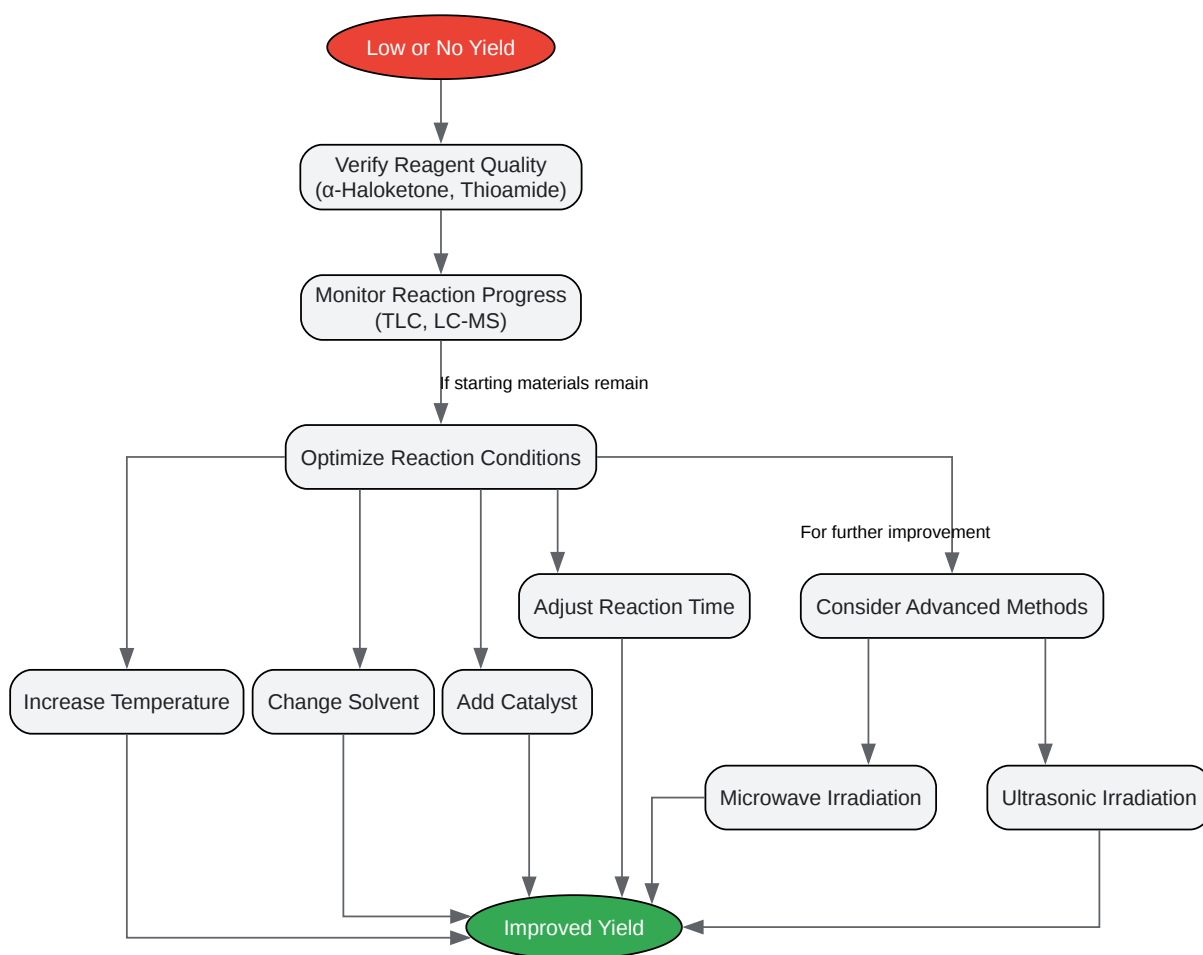 Low or No Yield
Verify Reagent Quality
(α-Haloketone, Thioamide)
Monitor Reaction Progress
(TLC, LC-MS)
If starting materials remain
Optimize Reaction Conditions
For further improvement
Adjust Reaction Time
Consider Advanced Methods
Increase Temperature
Change Solvent
Add Catalyst
Microwave Irradiation
Ultrasonic Irradiation
Improved Yield